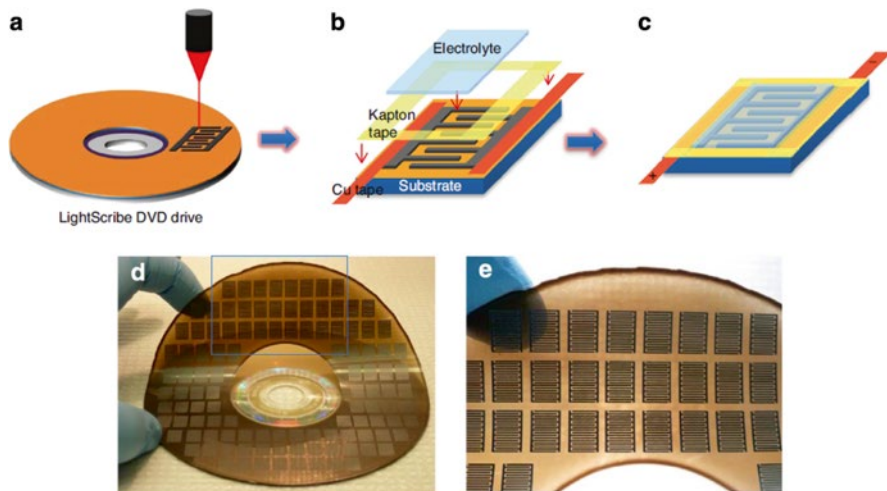 a
b
c
Electrolyte
Kapton
tape
Cu tape
Substrate
LightScribe DVD drive
+
−
d
e